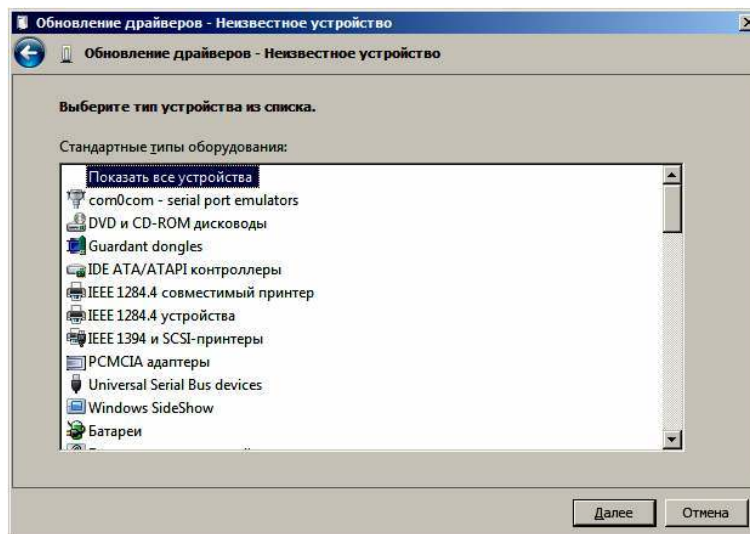 Обновление драйверов - Неизвестное устройство
Обновление драйверов - Неизвестное устройство
Выберите тип устройства из списка.
Стандартные типы оборудования:
Показать все устройства
com0com - serial port emulators
DVD и CD-ROM дисководы
Guardant dongles
IDE ATA/ATAPI контроллеры
IEEE 1284.4 совместимый принтер
IEEE 1284.4 устройства
IEEE 1394 и SCSI-принтеры
PCMCIA адаптеры
Universal Serial Bus devices
Windows SideShow
Батареи
Далее Отмена